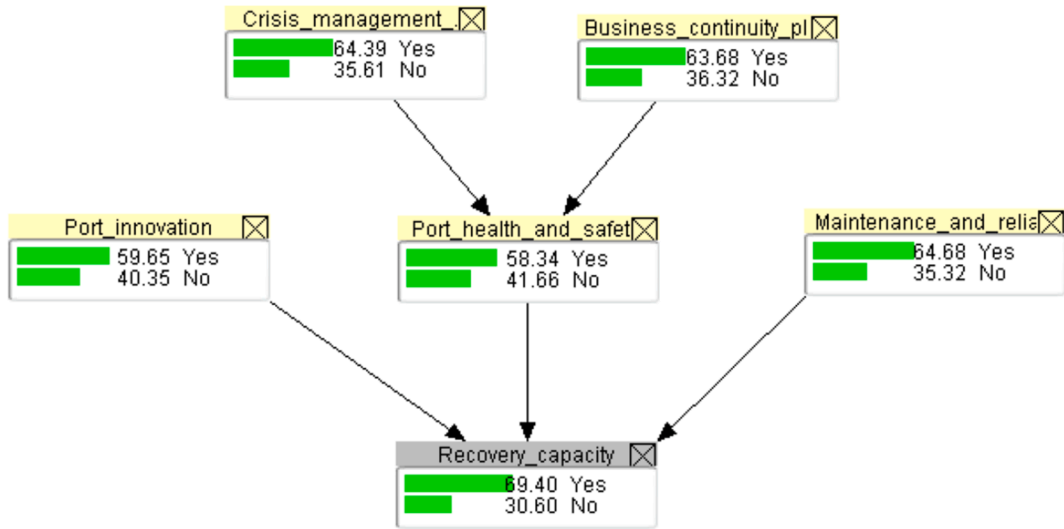 Crisis_management_.
64.39 Yes
35.61 No
Business_continuity_pl
63.68 Yes
36.32 No
Port_innovation
59.65 Yes
40.35 No
Port_health_and_safet
58.34 Yes
41.66 No
Maintenance_and_relia
64.68 Yes
35.32 No
Recovery_capacity
69.40 Yes
30.60 No